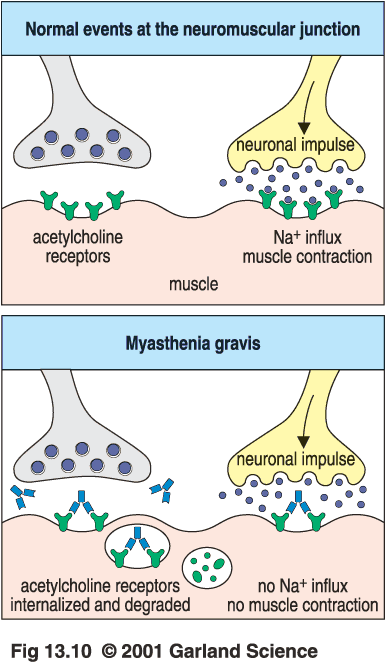 Normal events at the neuromuscular junction
neuronal impulse
acetylcholine
receptors
Na⁺ influx
muscle contraction
muscle
Myasthenia gravis
neuronal impulse
acetylcholine receptors
internalized and degraded
no Na⁺ influx
no muscle contraction
Fig 13.10 © 2001 Garland Science